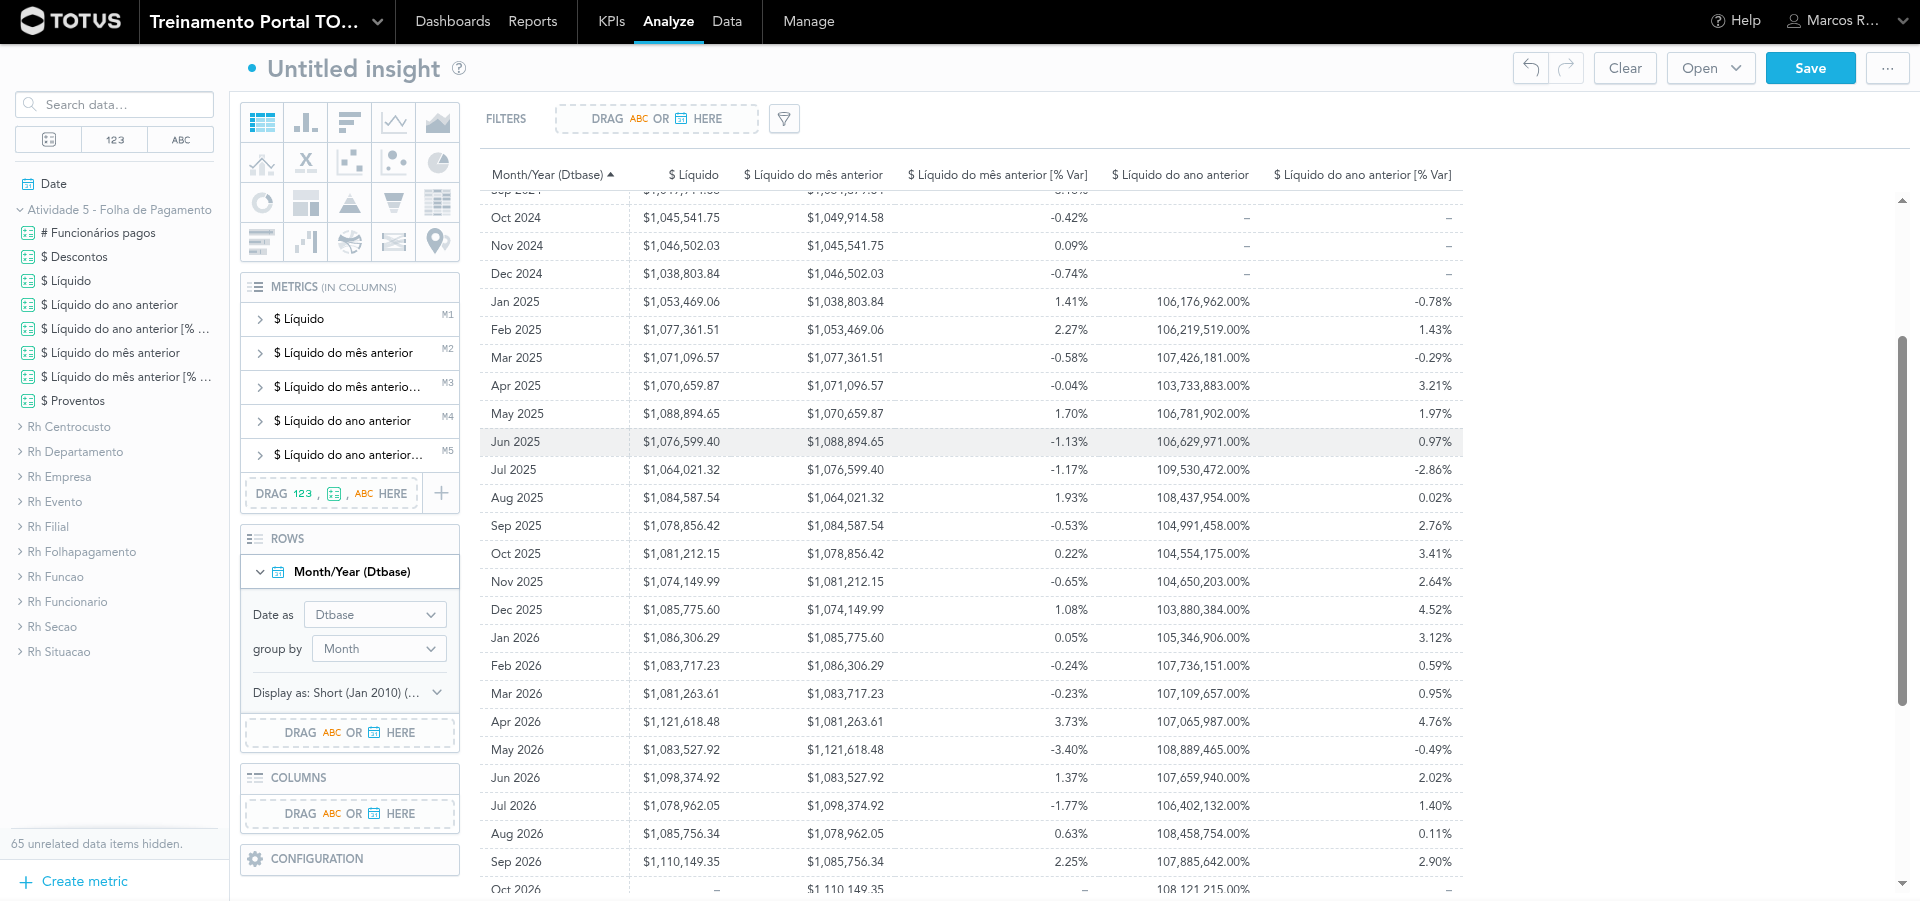 TOTVS
Treinamento Portal TO...
Dashboards
Reports
KPIs
Analyze
Data
Manage
Help
Marcos R...
Untitled insight
Clear
Open
Save
Search data...
123
ABC
Date
Atividade 5 - Folha de Pagamento
# Funcionários pagos
$ Descontos
$ Líquido
$ Líquido do ano anterior
$ Líquido do ano anterior [% ...
$ Líquido do mês anterior
$ Líquido do mês anterior [% ...
$ Proventos
Rh Centrocusto
Rh Departamento
Rh Empresa
Rh Evento
Rh Filial
Rh Folhapagamento
Rh Funcao
Rh Funcionario
Rh Secao
Rh Situacao
65 unrelated data items hidden.
Create metric
METRICS (IN COLUMNS)
$ Líquido M1
$ Líquido do mês anterior M2
$ Líquido do mês anterio... M3
$ Líquido do ano anterior M4
$ Líquido do ano anterior... M5
DRAG 123 , , ABC HERE
ROWS
Month/Year (Dtbase)
Date as Dtbase
group by Month
Display as: Short (Jan 2010) (...
DRAG ABC OR HERE
COLUMNS
DRAG ABC OR HERE
CONFIGURATION
FILTERS
DRAG ABC OR HERE
Month/Year (Dtbase) $ Líquido $ Líquido do mês anterior $ Líquido do mês anterior [% Var] $ Líquido do ano anterior $ Líquido do ano anterior [% Var]
Oct 2024 $1,045,541.75 $1,049,914.58 -0.42% – –
Nov 2024 $1,046,502.03 $1,045,541.75 0.09% – –
Dec 2024 $1,038,803.84 $1,046,502.03 -0.74% – –
Jan 2025 $1,053,469.06 $1,038,803.84 1.41% 106,176,962.00% -0.78%
Feb 2025 $1,077,361.51 $1,053,469.06 2.27% 106,219,519.00% 1.43%
Mar 2025 $1,071,096.57 $1,077,361.51 -0.58% 107,426,181.00% -0.29%
Apr 2025 $1,070,659.87 $1,071,096.57 -0.04% 103,733,883.00% 3.21%
May 2025 $1,088,894.65 $1,070,659.87 1.70% 106,781,902.00% 1.97%
Jun 2025 $1,076,599.40 $1,088,894.65 -1.13% 106,629,971.00% 0.97%
Jul 2025 $1,064,021.32 $1,076,599.40 -1.17% 109,530,472.00% -2.86%
Aug 2025 $1,084,587.54 $1,064,021.32 1.93% 108,437,954.00% 0.02%
Sep 2025 $1,078,856.42 $1,084,587.54 -0.53% 104,991,458.00% 2.76%
Oct 2025 $1,081,212.15 $1,078,856.42 0.22% 104,554,175.00% 3.41%
Nov 2025 $1,074,149.99 $1,081,212.15 -0.65% 104,650,203.00% 2.64%
Dec 2025 $1,085,775.60 $1,074,149.99 1.08% 103,880,384.00% 4.52%
Jan 2026 $1,086,306.29 $1,085,775.60 0.05% 105,346,906.00% 3.12%
Feb 2026 $1,083,717.23 $1,086,306.29 -0.24% 107,736,151.00% 0.59%
Mar 2026 $1,081,263.61 $1,083,717.23 -0.23% 107,109,657.00% 0.95%
Apr 2026 $1,121,618.48 $1,081,263.61 3.73% 107,065,987.00% 4.76%
May 2026 $1,083,527.92 $1,121,618.48 -3.40% 108,889,465.00% -0.49%
Jun 2026 $1,098,374.92 $1,083,527.92 1.37% 107,659,940.00% 2.02%
Jul 2026 $1,078,962.05 $1,098,374.92 -1.77% 106,402,132.00% 1.40%
Aug 2026 $1,085,756.34 $1,078,962.05 0.63% 108,458,754.00% 0.11%
Sep 2026 $1,110,149.35 $1,085,756.34 2.25% 107,885,642.00% 2.90%
Oct 2026 – $1,110,149.35 – 108,121,215.00% –